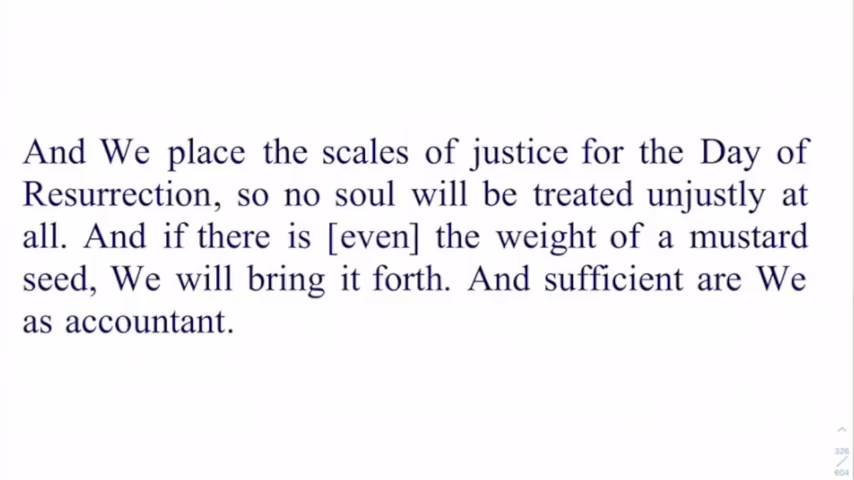 And We place the scales of justice for the Day of
Resurrection, so no soul will be treated unjustly at
all. And if there is [even] the weight of a mustard
seed, We will bring it forth. And sufficient are We
as accountant.
326
/
604